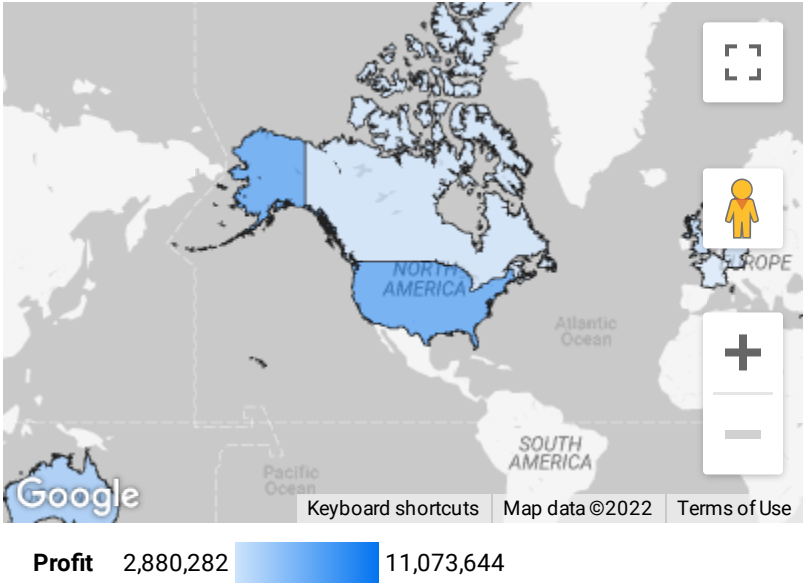 NORTH
AMERICA
ROPE
Atlantic
Ocean
SOUTH
AMERICA
Pacific
Ocean
Google
Keyboard shortcuts
Map data ©2022
Terms of Use
Profit 2,880,282 11,073,644